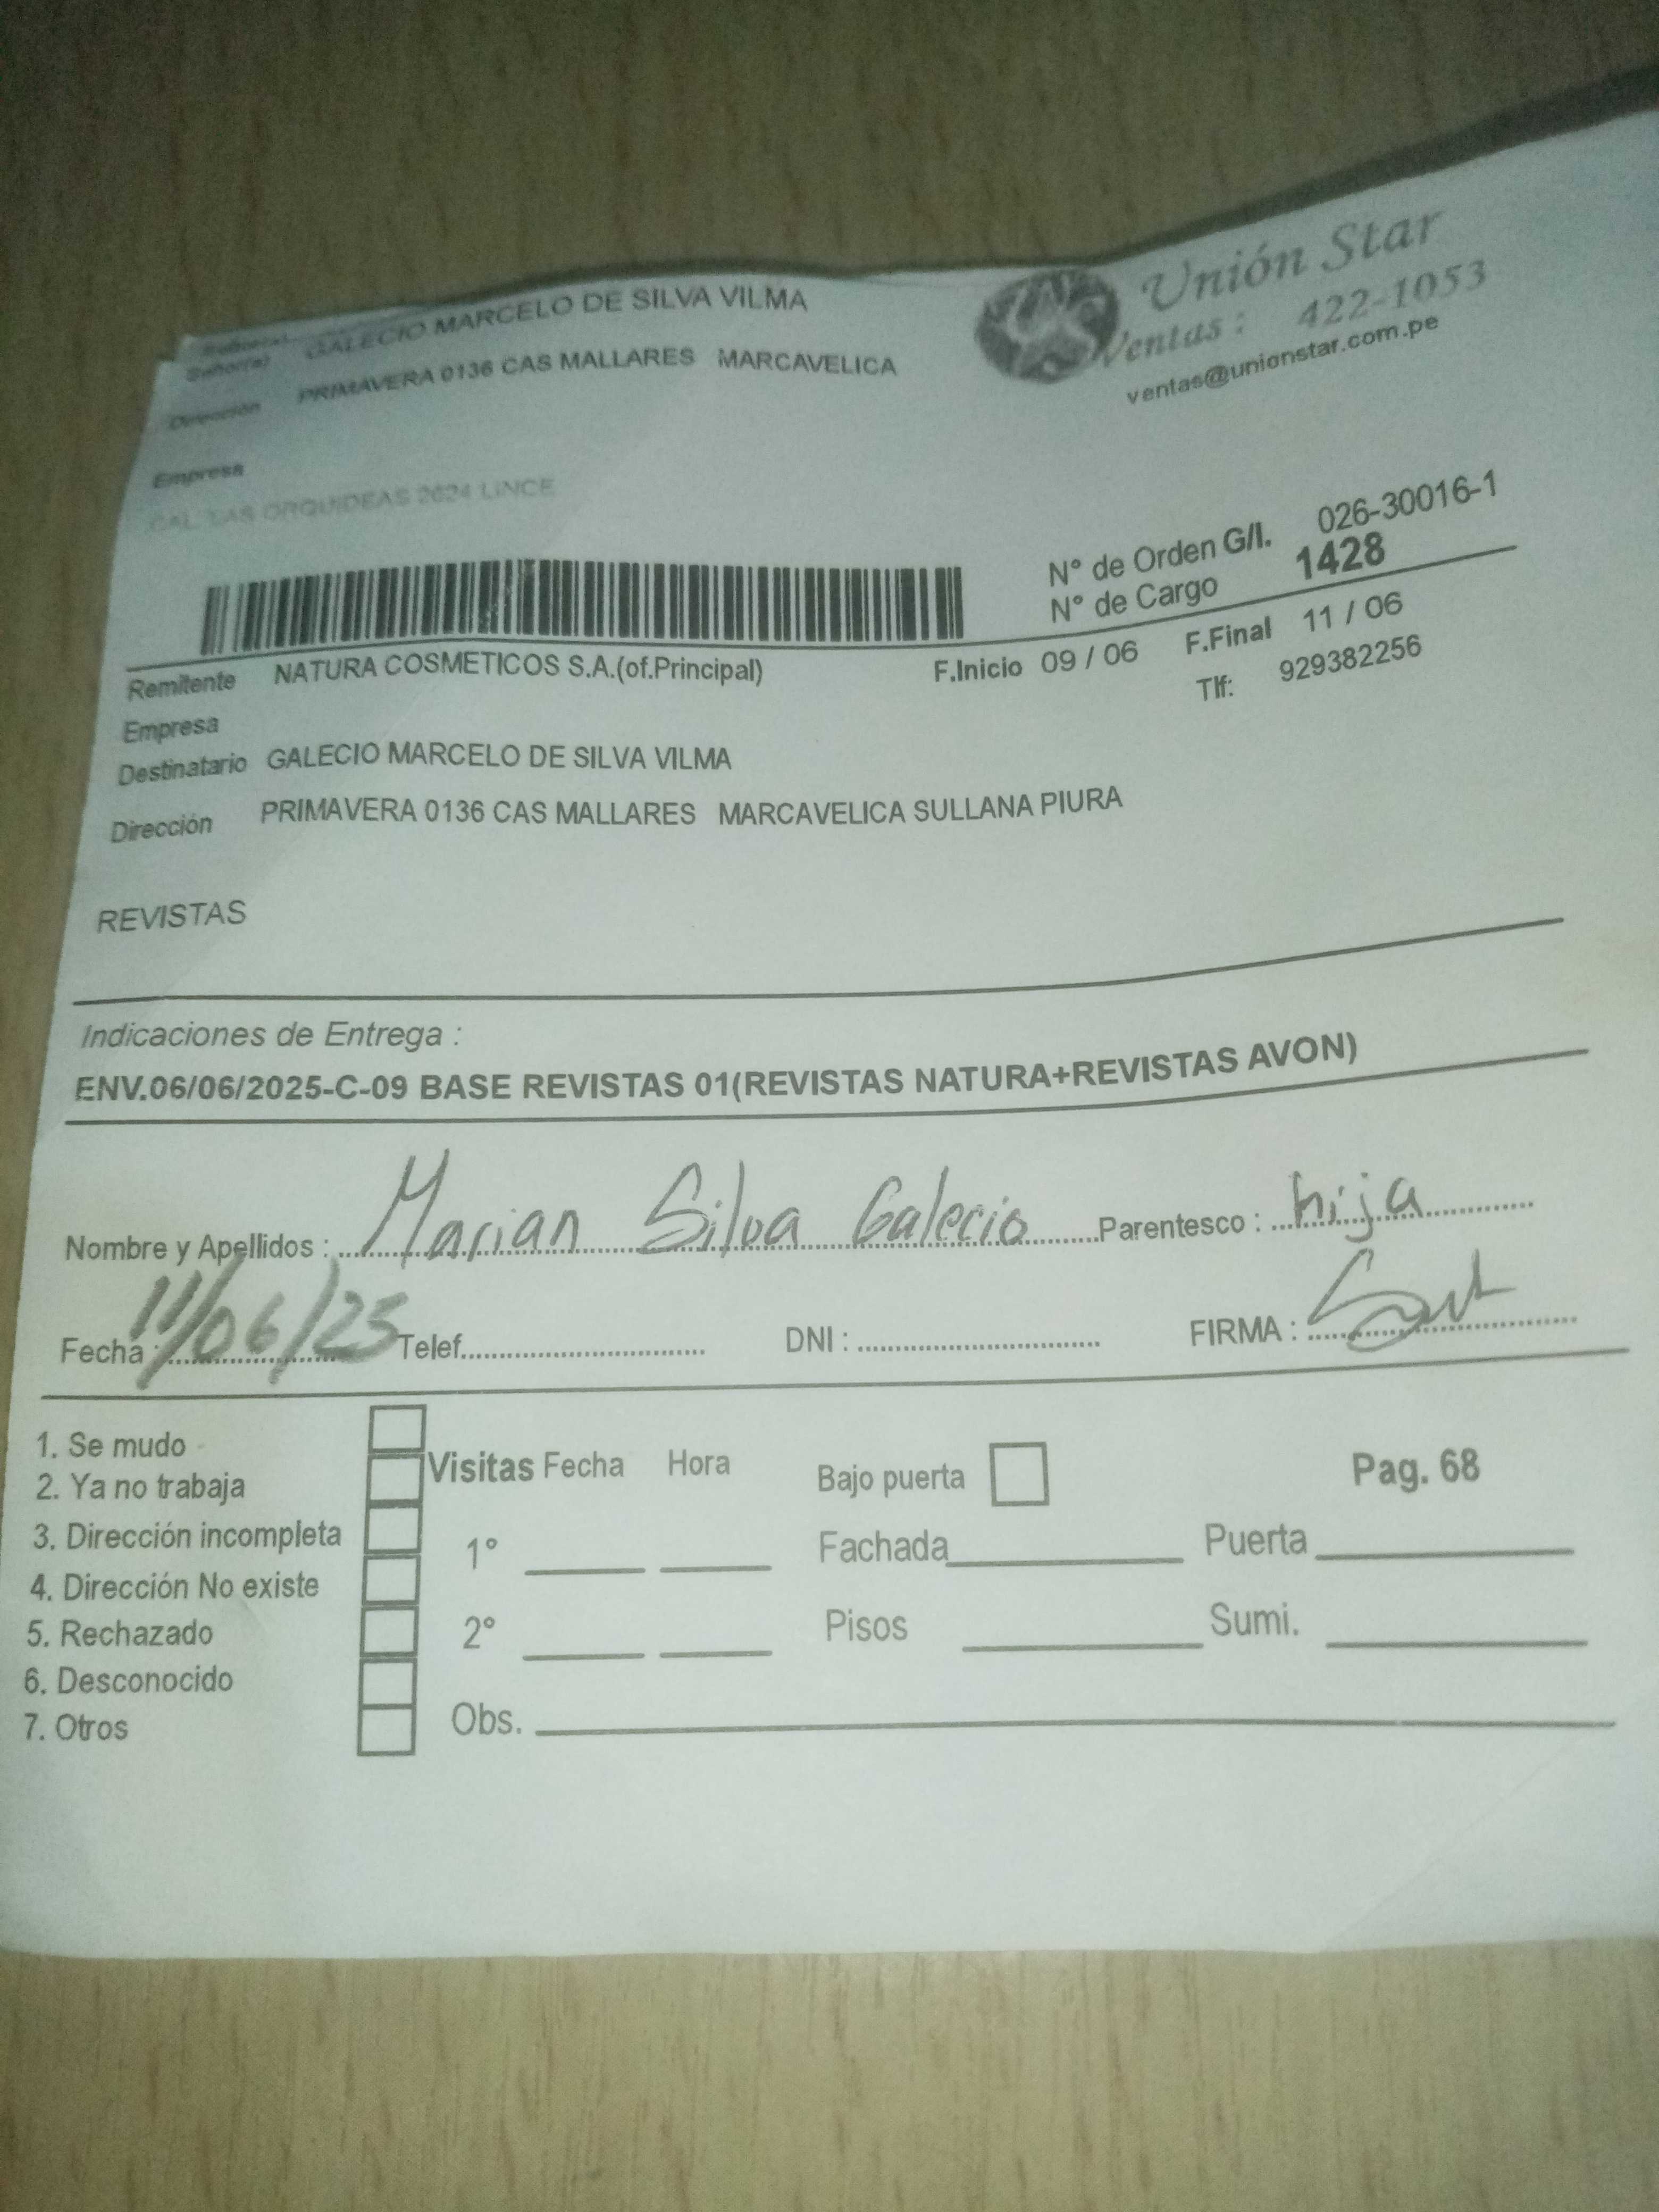 Señor(a)
Señor(a) GALECIO MARCELO DE SILVA VILMA
Dirección PRIMAVERA 0136 CAS MALLARES MARCAVELICA
Empresa
CAL. LAS ORQUIDEAS 2624 LINCE
Unión Star
Ventas : 422-1053
ventas@unionstar.com.pe
N° de Orden G/I. 026-30016-1
N° de Cargo 1428
Remitente NATURA COSMETICOS S.A.(of.Principal) F.Inicio 09 / 06 F.Final 11 / 06
Empresa Tlf: 929382256
Destinatario GALECIO MARCELO DE SILVA VILMA
Dirección PRIMAVERA 0136 CAS MALLARES MARCAVELICA SULLANA PIURA
REVISTAS
Indicaciones de Entrega :
ENV.06/06/2025-C-09 BASE REVISTAS 01(REVISTAS NATURA+REVISTAS AVON)
Nombre y Apellidos : Marian Silva Galecio Parentesco : hija
Fecha : 11/06/25 Telef. DNI : FIRMA :
1. Se mudo
2. Ya no trabaja
3. Dirección incompleta
4. Dirección No existe
5. Rechazado
6. Desconocido
7. Otros
Visitas Fecha Hora Bajo puerta Pag. 68
1° Fachada Puerta
2° Pisos Sumi.
Obs.